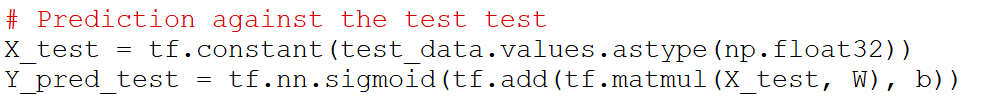 # Prediction against the test test
X_test = tf.constant(test_data.values.astype(np.float32))
Y_pred_test = tf.nn.sigmoid(tf.add(tf.matmul(X_test, W), b))